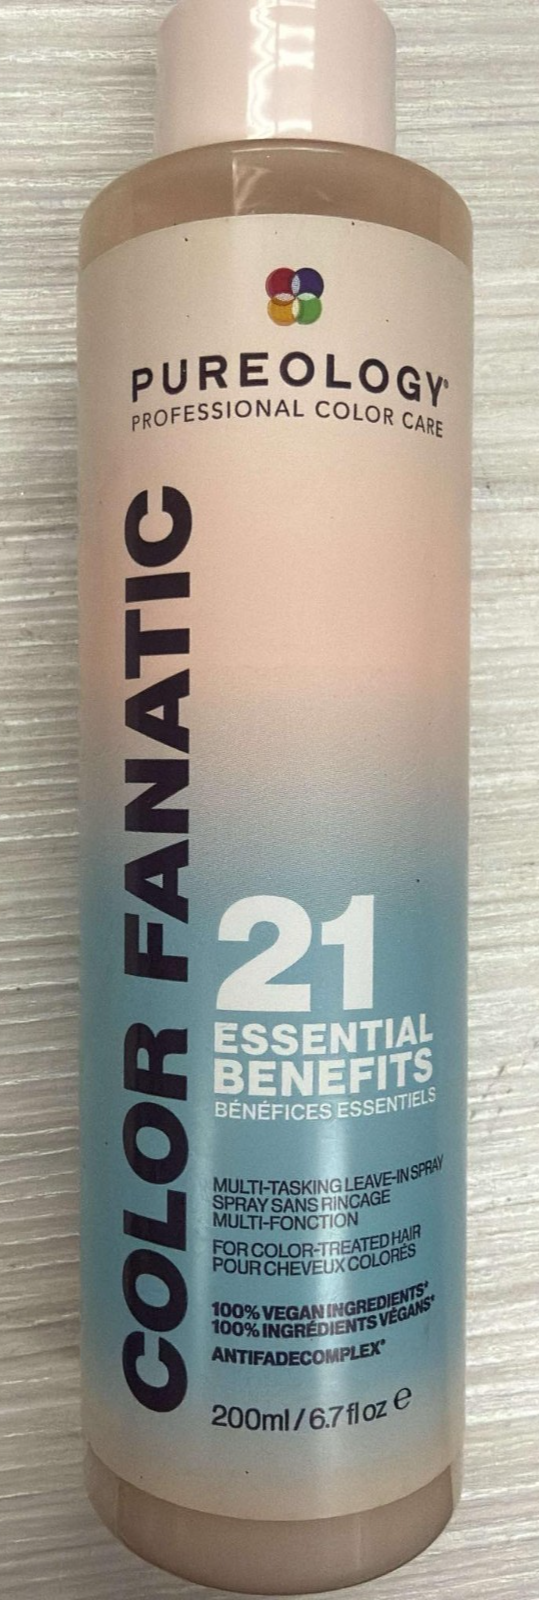 PUREOLOGY®
PROFESSIONAL COLOR CARE
COLOR FANATIC
21
ESSENTIAL
BENEFITS
BÉNÉFICES ESSENTIELS
MULTI-TASKING LEAVE-IN SPRAY
SPRAY SANS RINCAGE
MULTI-FONCTION
FOR COLOR-TREATED HAIR
POUR CHEVEUX COLORÉS
100% VEGAN INGREDIENTS*
100% INGRÉDIENTS VÉGANS*
ANTIFADECOMPLEX®
200ml / 6.7 fl oz ℮